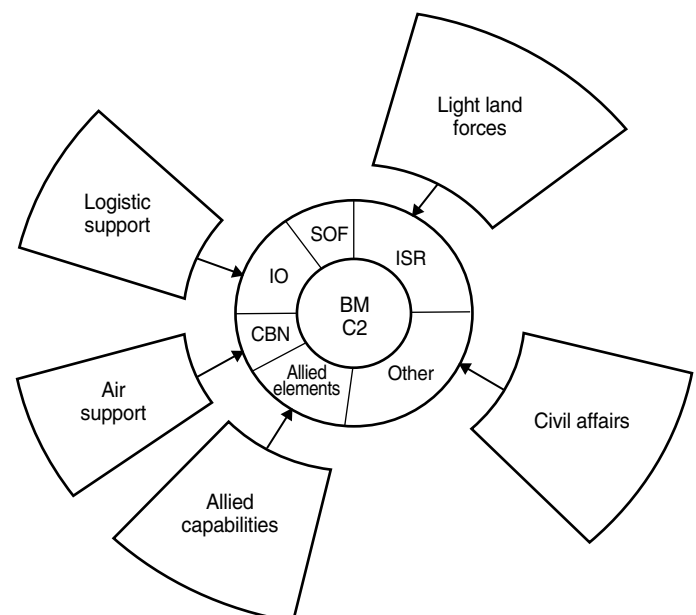 Light land
forces
Logistic
support
SOF
ISR
IO
BM
C2
CBN
Allied
elements
Other
Air
support
Civil affairs
Allied
capabilities